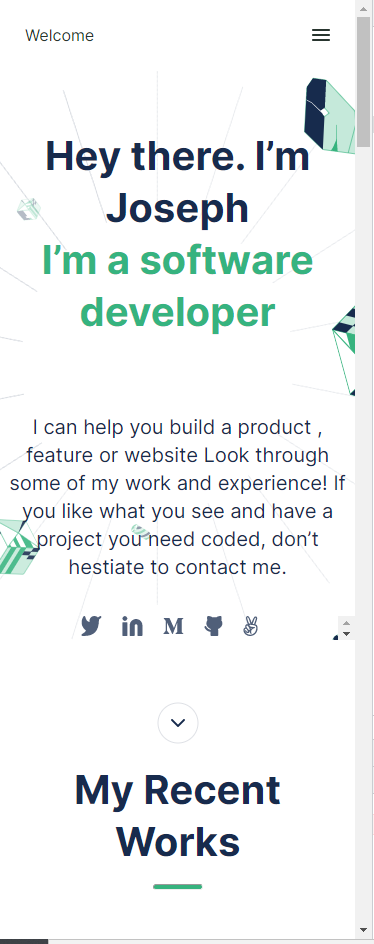 Welcome
Hey there. I’m
Joseph
I’m a software
developer
I can help you build a product ,
feature or website Look through
some of my work and experience! If
you like what you see and have a
project you need coded, don’t
hestiate to contact me.
My Recent
Works